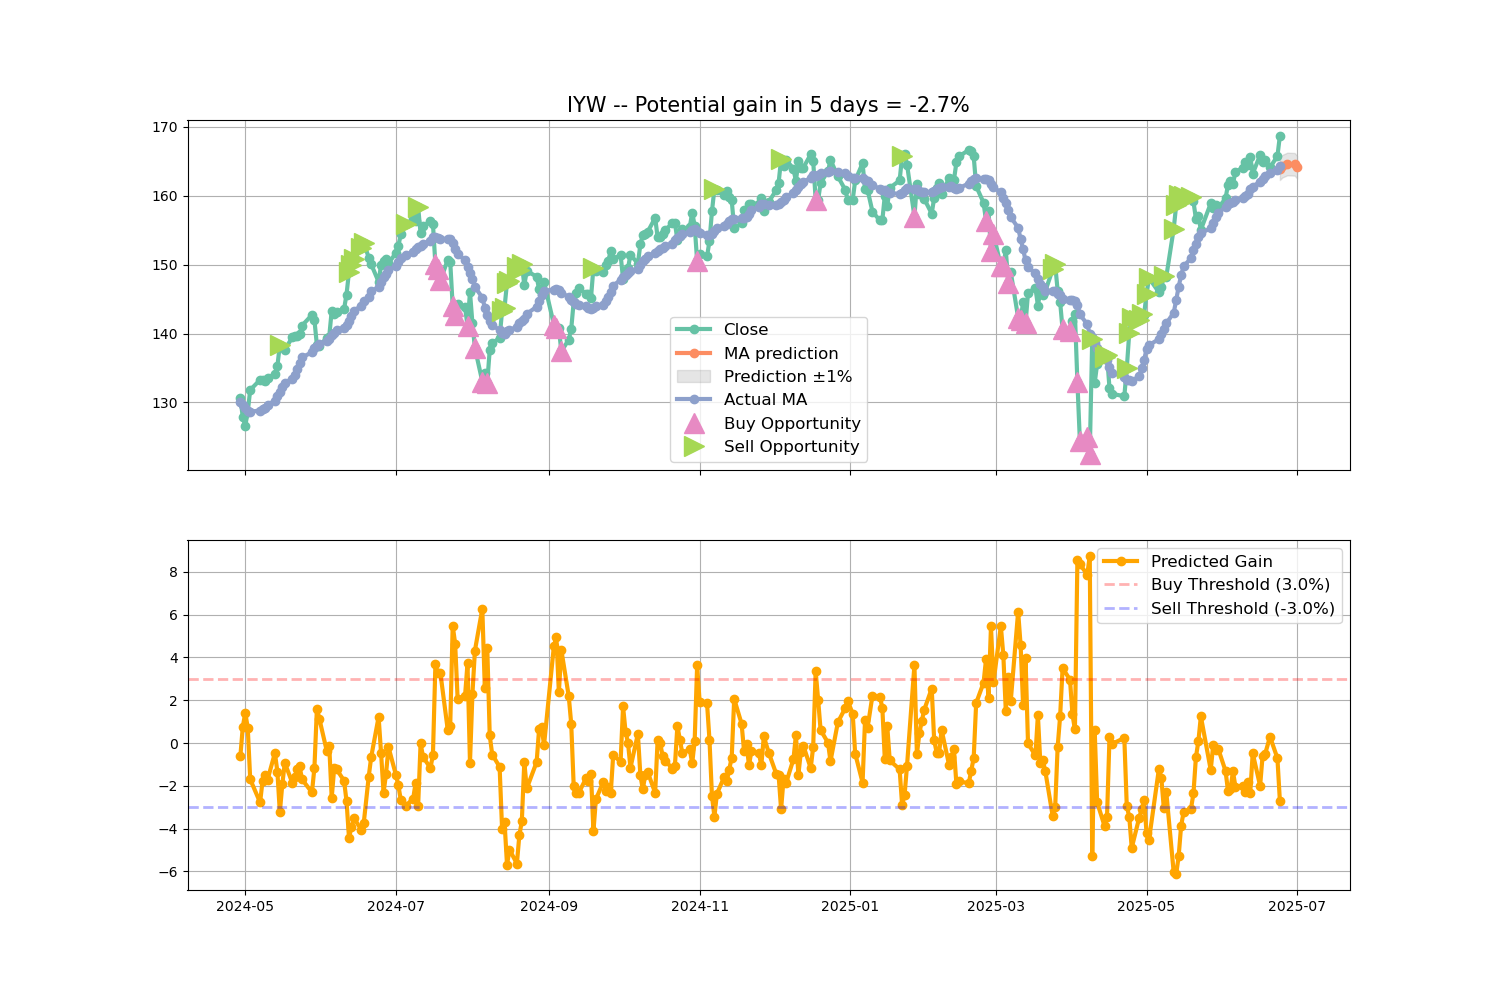 IYW -- Potential gain in 5 days = -2.7%
170
160
150
140
130
Close
MA prediction
Prediction ±1%
Actual MA
Buy Opportunity
Sell Opportunity
8
6
4
2
0
−2
−4
−6
Predicted Gain
Buy Threshold (3.0%)
Sell Threshold (-3.0%)
2024-05 2024-07 2024-09 2024-11 2025-01 2025-03 2025-05 2025-07